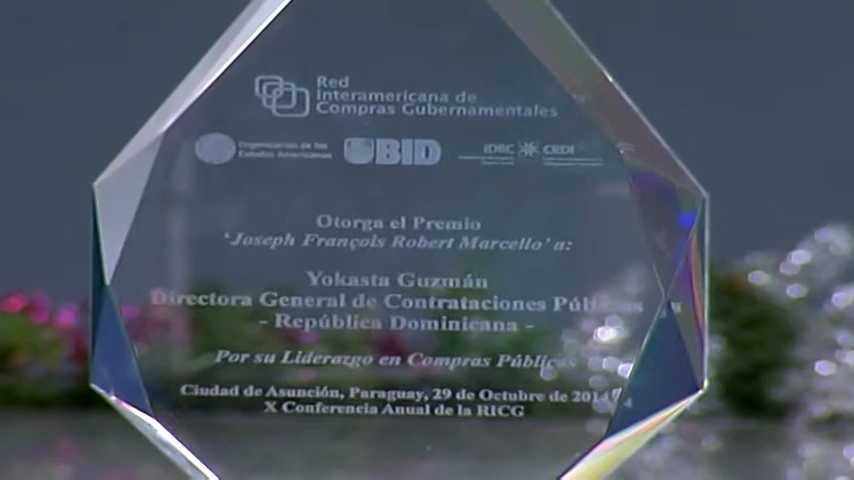 Red
Interamericana de
Compras Gubernamentales
Organización de los
Estados Americanos
BID
IDRC CRDI
Otorga el Premio
'Joseph François Robert Marcello' a:
Yokasta Guzmán
Directora General de Contrataciones Públicas
- República Dominicana -
Por su Liderazgo en Compras Públicas
Ciudad de Asunción, Paraguay, 29 de Octubre de 2014
X Conferencia Anual de la RICG